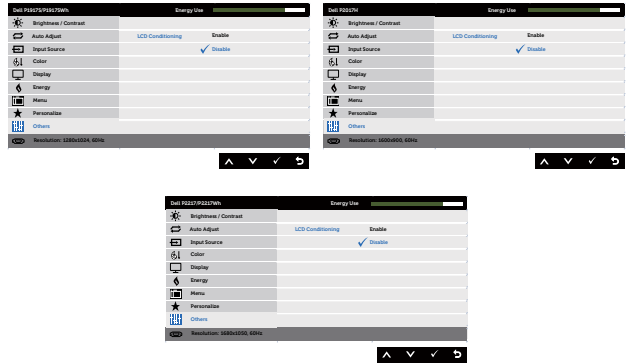 Dell P1917S/P1917SWh Energy Use
Brightness / Contrast
Auto Adjust LCD Conditioning Enable
Input Source Disable
Color
Display
Energy
Menu
Personalize
Others
Resolution: 1280x1024, 60Hz
Dell P2017H Energy Use
Brightness / Contrast
Auto Adjust LCD Conditioning Enable
Input Source Disable
Color
Display
Energy
Menu
Personalize
Others
Resolution: 1600x900, 60Hz
Dell P2217/P2217Wh Energy Use
Brightness / Contrast
Auto Adjust LCD Conditioning Enable
Input Source Disable
Color
Display
Energy
Menu
Personalize
Others
Resolution: 1680x1050, 60Hz